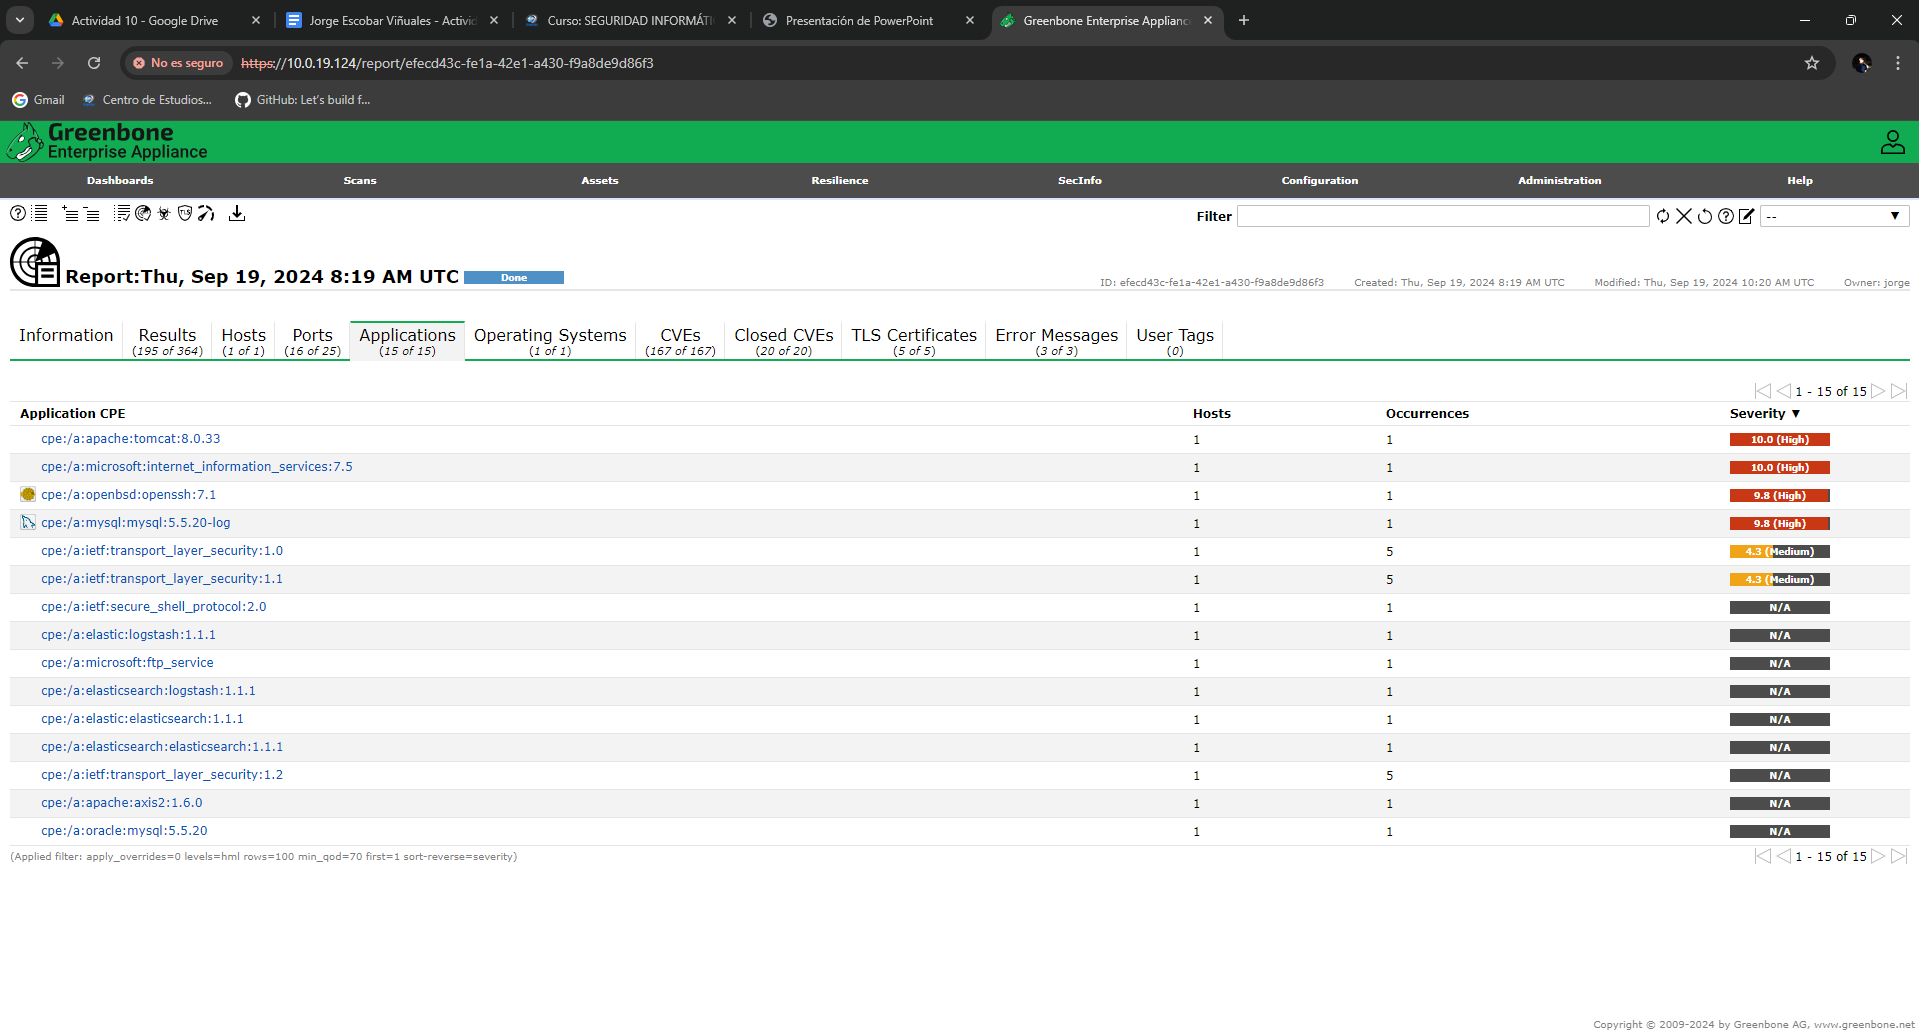 Actividad 10 - Google Drive
Jorge Escobar Viñuales - Activid
Curso: SEGURIDAD INFORMÁTI
Presentación de PowerPoint
Greenbone Enterprise Appliance
No es seguro https://10.0.19.124/report/efecd43c-fe1a-42e1-a430-f9a8de9d86f3
Gmail Centro de Estudios... GitHub: Let's build f...
Greenbone
Enterprise Appliance
Dashboards Scans Assets Resilience SecInfo Configuration Administration Help
Filter --
Report:Thu, Sep 19, 2024 8:19 AM UTC Done
ID: efecd43c-fe1a-42e1-a430-f9a8de9d86f3 Created: Thu, Sep 19, 2024 8:19 AM UTC Modified: Thu, Sep 19, 2024 10:20 AM UTC Owner: jorge
Information Results Hosts Ports Applications Operating Systems CVEs Closed CVEs TLS Certificates Error Messages User Tags
(195 of 364) (1 of 1) (16 of 25) (15 of 15) (1 of 1) (167 of 167) (20 of 20) (5 of 5) (3 of 3) (0)
1 - 15 of 15
Application CPE Hosts Occurrences Severity ▼
cpe:/a:apache:tomcat:8.0.33 1 1 10.0 (High)
cpe:/a:microsoft:internet_information_services:7.5 1 1 10.0 (High)
cpe:/a:openbsd:openssh:7.1 1 1 9.8 (High)
cpe:/a:mysql:mysql:5.5.20-log 1 1 9.8 (High)
cpe:/a:ietf:transport_layer_security:1.0 1 5 4.3 (Medium)
cpe:/a:ietf:transport_layer_security:1.1 1 5 4.3 (Medium)
cpe:/a:ietf:secure_shell_protocol:2.0 1 1 N/A
cpe:/a:elastic:logstash:1.1.1 1 1 N/A
cpe:/a:microsoft:ftp_service 1 1 N/A
cpe:/a:elasticsearch:logstash:1.1.1 1 1 N/A
cpe:/a:elastic:elasticsearch:1.1.1 1 1 N/A
cpe:/a:elasticsearch:elasticsearch:1.1.1 1 1 N/A
cpe:/a:ietf:transport_layer_security:1.2 1 5 N/A
cpe:/a:apache:axis2:1.6.0 1 1 N/A
cpe:/a:oracle:mysql:5.5.20 1 1 N/A
(Applied filter: apply_overrides=0 levels=hml rows=100 min_qod=70 first=1 sort-reverse=severity) 1 - 15 of 15
Copyright © 2009-2024 by Greenbone AG, www.greenbone.net